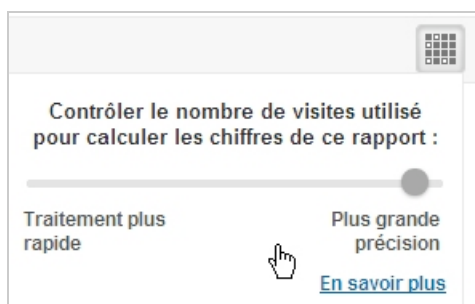 Contrôler le nombre de visites utilisé
pour calculer les chiffres de ce rapport :
Traitement plus
rapide
Plus grande
précision
En savoir plus